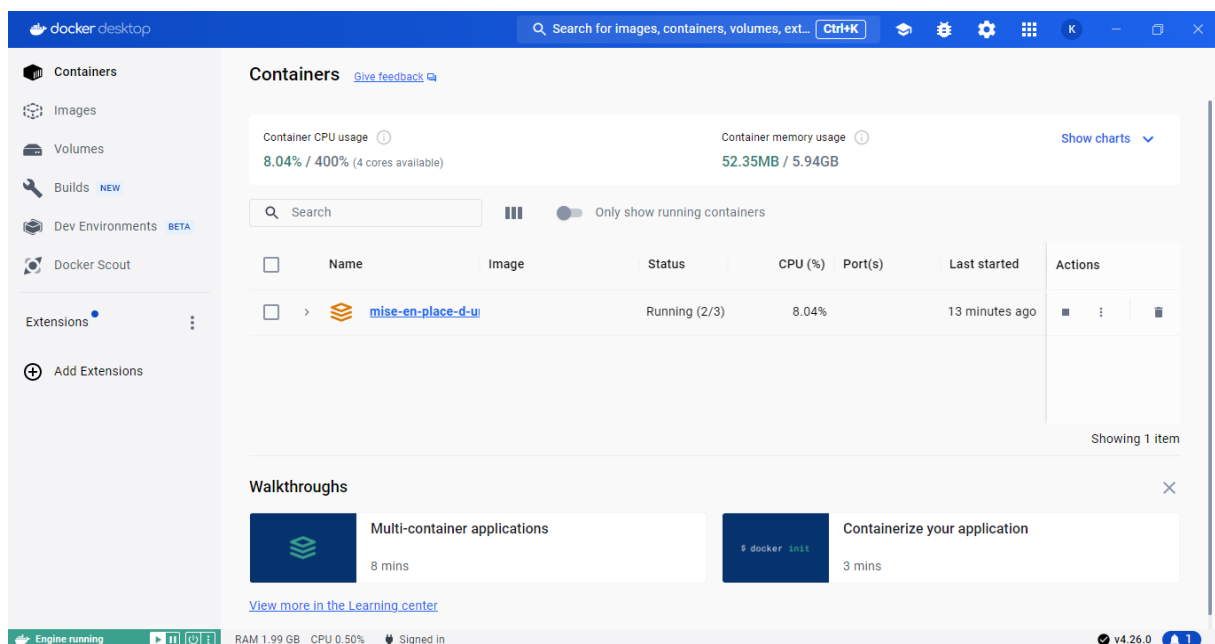 docker desktop
Search for images, containers, volumes, ext... Ctrl+K
K
Containers
Images
Volumes
Builds NEW
Dev Environments BETA
Docker Scout
Extensions
Add Extensions
Containers Give feedback
Container CPU usage
8.04% / 400% (4 cores available)
Container memory usage
52.35MB / 5.94GB
Show charts
Search
Only show running containers
Name Image Status CPU (%) Port(s) Last started Actions
mise-en-place-d-u Running (2/3) 8.04% 13 minutes ago
Showing 1 item
Walkthroughs
Multi-container applications
8 mins
$ docker init
Containerize your application
3 mins
View more in the Learning center
Engine running RAM 1.99 GB CPU 0.50% Signed in v4.26.0 1